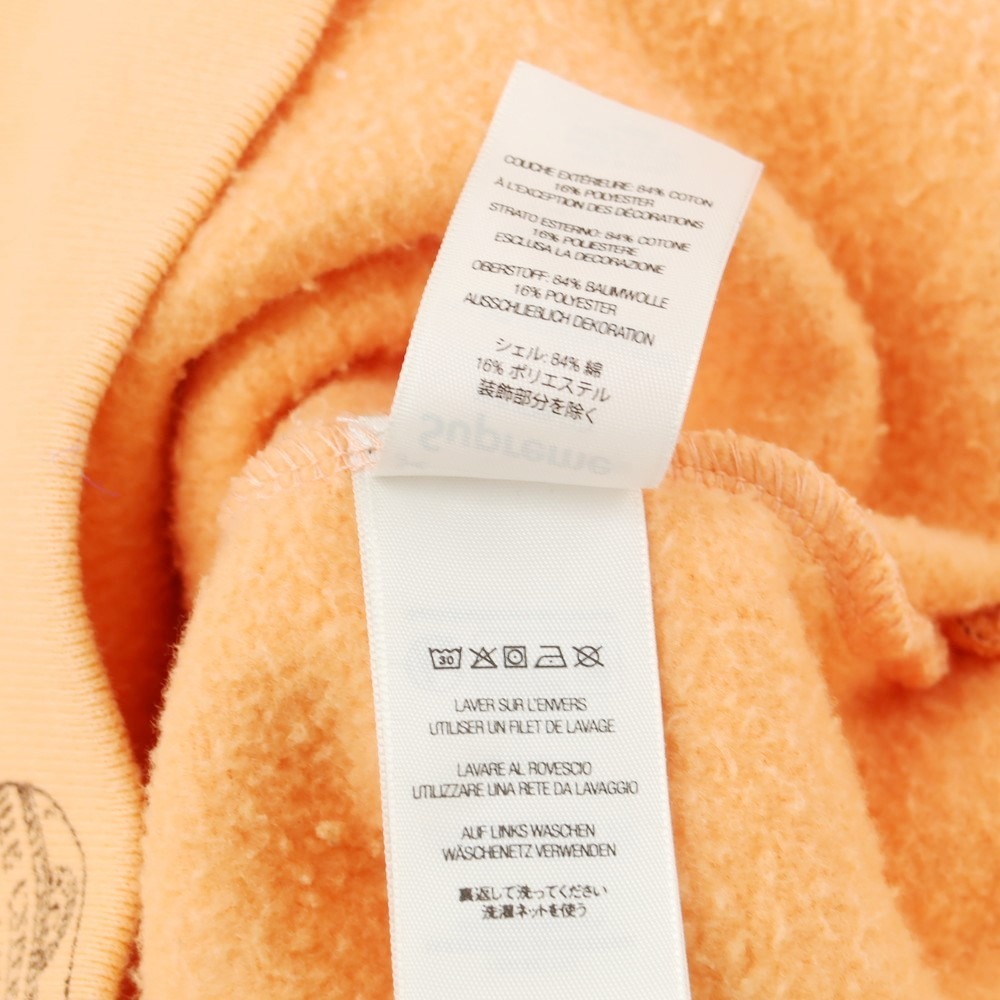 COUCHE EXTÉRIEURE: 84% COTON
16% POLYESTER
À L'EXCEPTION DES DÉCORATIONS
STRATO ESTERNO: 84% COTONE
16% POLIESTERE
ESCLUSA LA DECORAZIONE
OBERSTOFF: 84% BAUMWOLLE
16% POLYESTER
AUSSCHLIEßLICH DEKORATION
シェル: 84% 綿
16% ポリエステル
装飾部分を除く
Supreme
30
LAVER SUR L'ENVERS
UTILISER UN FILET DE LAVAGE
LAVARE AL ROVESCIO
UTILIZZARE UNA RETE DA LAVAGGIO
AUF LINKS WASCHEN
WÄSCHENETZ VERWENDEN
裏返して洗ってください
洗濯ネットを使う